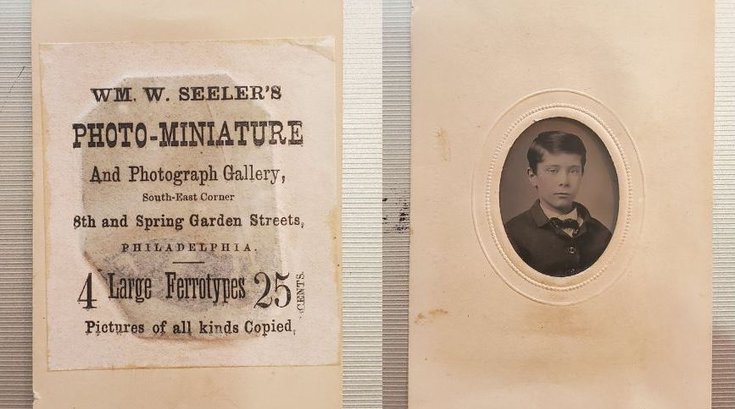 WM. W. SEELER'S
PHOTO-MINIATURE
And Photograph Gallery,
South-East Corner
8th and Spring Garden Streets,
PHILADELPHIA.
4 Large Ferrotypes 25 CENTS.
Pictures of all kinds Copied,